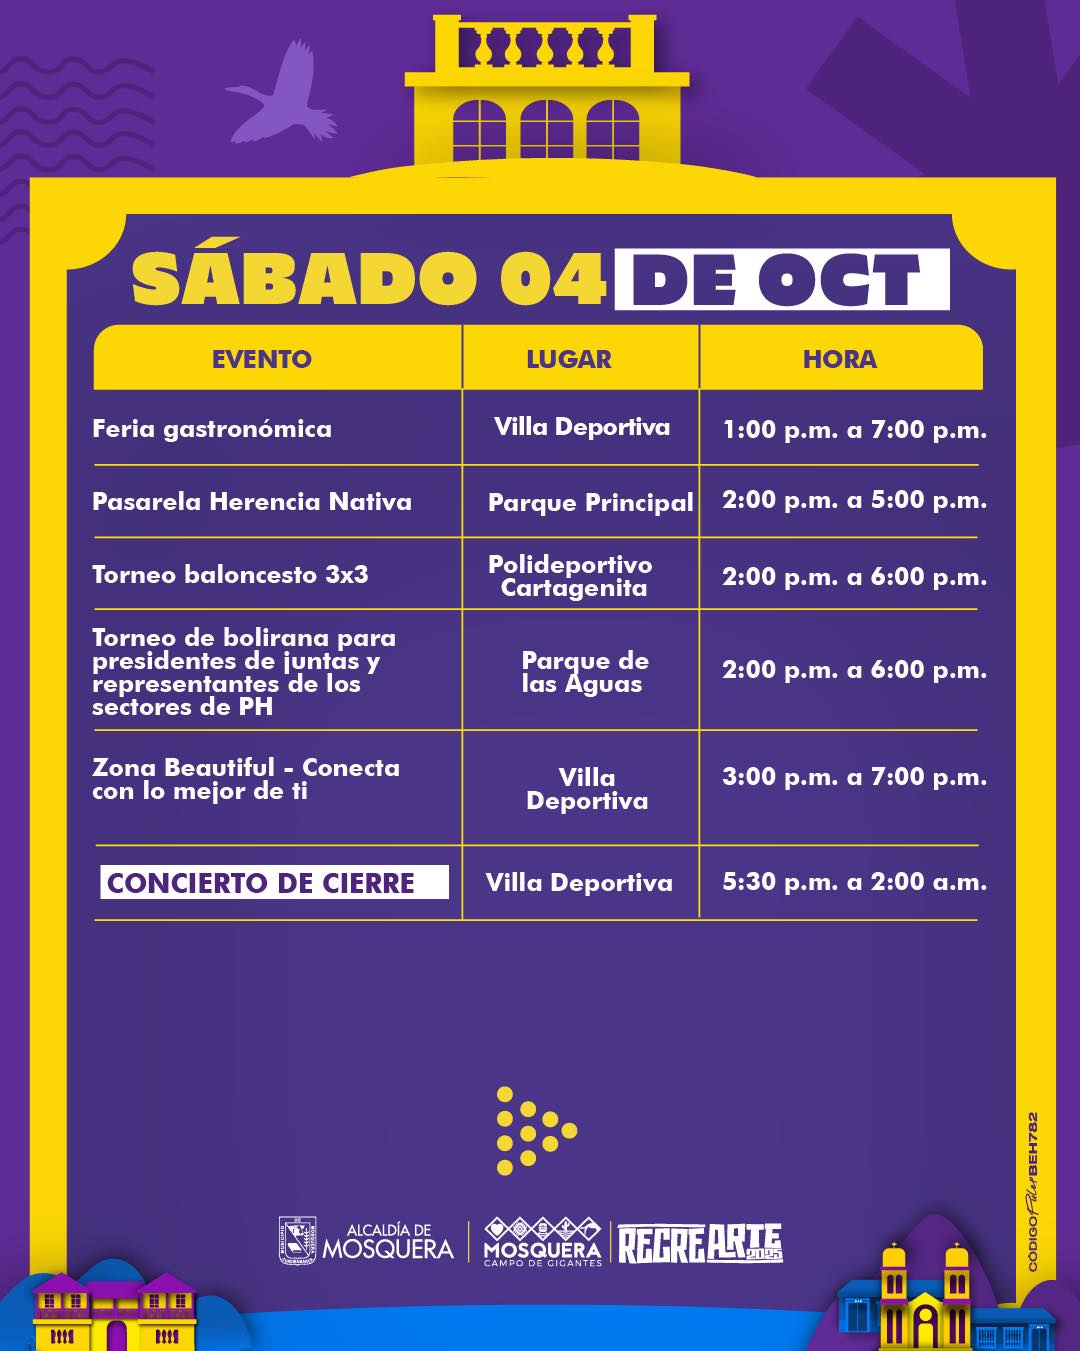 SÁBADO 04 DE OCT
EVENTO LUGAR HORA
Feria gastronómica Villa Deportiva 1:00 p.m. a 7:00 p.m.
Pasarela Herencia Nativa Parque Principal 2:00 p.m. a 5:00 p.m.
Torneo baloncesto 3x3 Polideportivo 2:00 p.m. a 6:00 p.m.
Cartagenita
Torneo de bolirana para
presidentes de juntas y
representantes de los
sectores de PH
Parque de
las Aguas
2:00 p.m. a 6:00 p.m.
Zona Beautiful - Conecta
con lo mejor de ti
Villa
Deportiva
3:00 p.m. a 7:00 p.m.
CONCIERTO DE CIERRE Villa Deportiva 5:30 p.m. a 2:00 a.m.
ALCALDÍA DE
MOSQUERA
MOSQUERA
CAMPO DE GIGANTES
RECREARTE
2025
CÓDIGO Puler BEH782